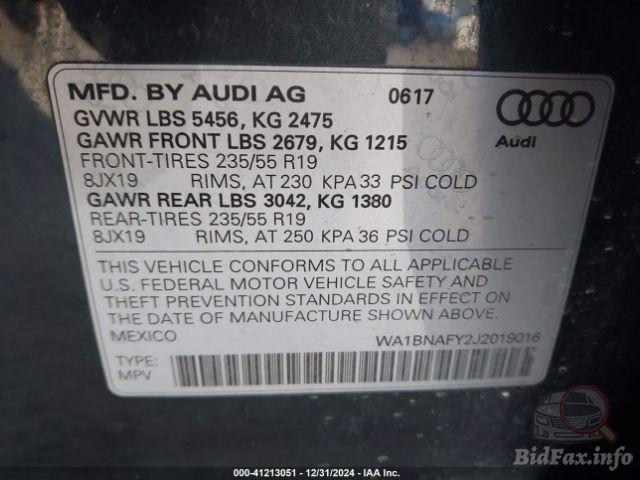 MFD. BY AUDI AG 0617
GVWR LBS 5456, KG 2475
GAWR FRONT LBS 2679, KG 1215
Audi
FRONT-TIRES 235/55 R19
8JX19 RIMS, AT 230 KPA 33 PSI COLD
GAWR REAR LBS 3042, KG 1380
REAR-TIRES 235/55 R19
8JX19 RIMS, AT 250 KPA 36 PSI COLD
THIS VEHICLE CONFORMS TO ALL APPLICABLE
U.S. FEDERAL MOTOR VEHICLE SAFETY AND
THEFT PREVENTION STANDARDS IN EFFECT ON
THE DATE OF MANUFACTURE SHOWN ABOVE.
MEXICO WA1BNAFY2J2019016
TYPE:
MPV
BidFax.info
000-41213051 - 12/31/2024 - IAA Inc.